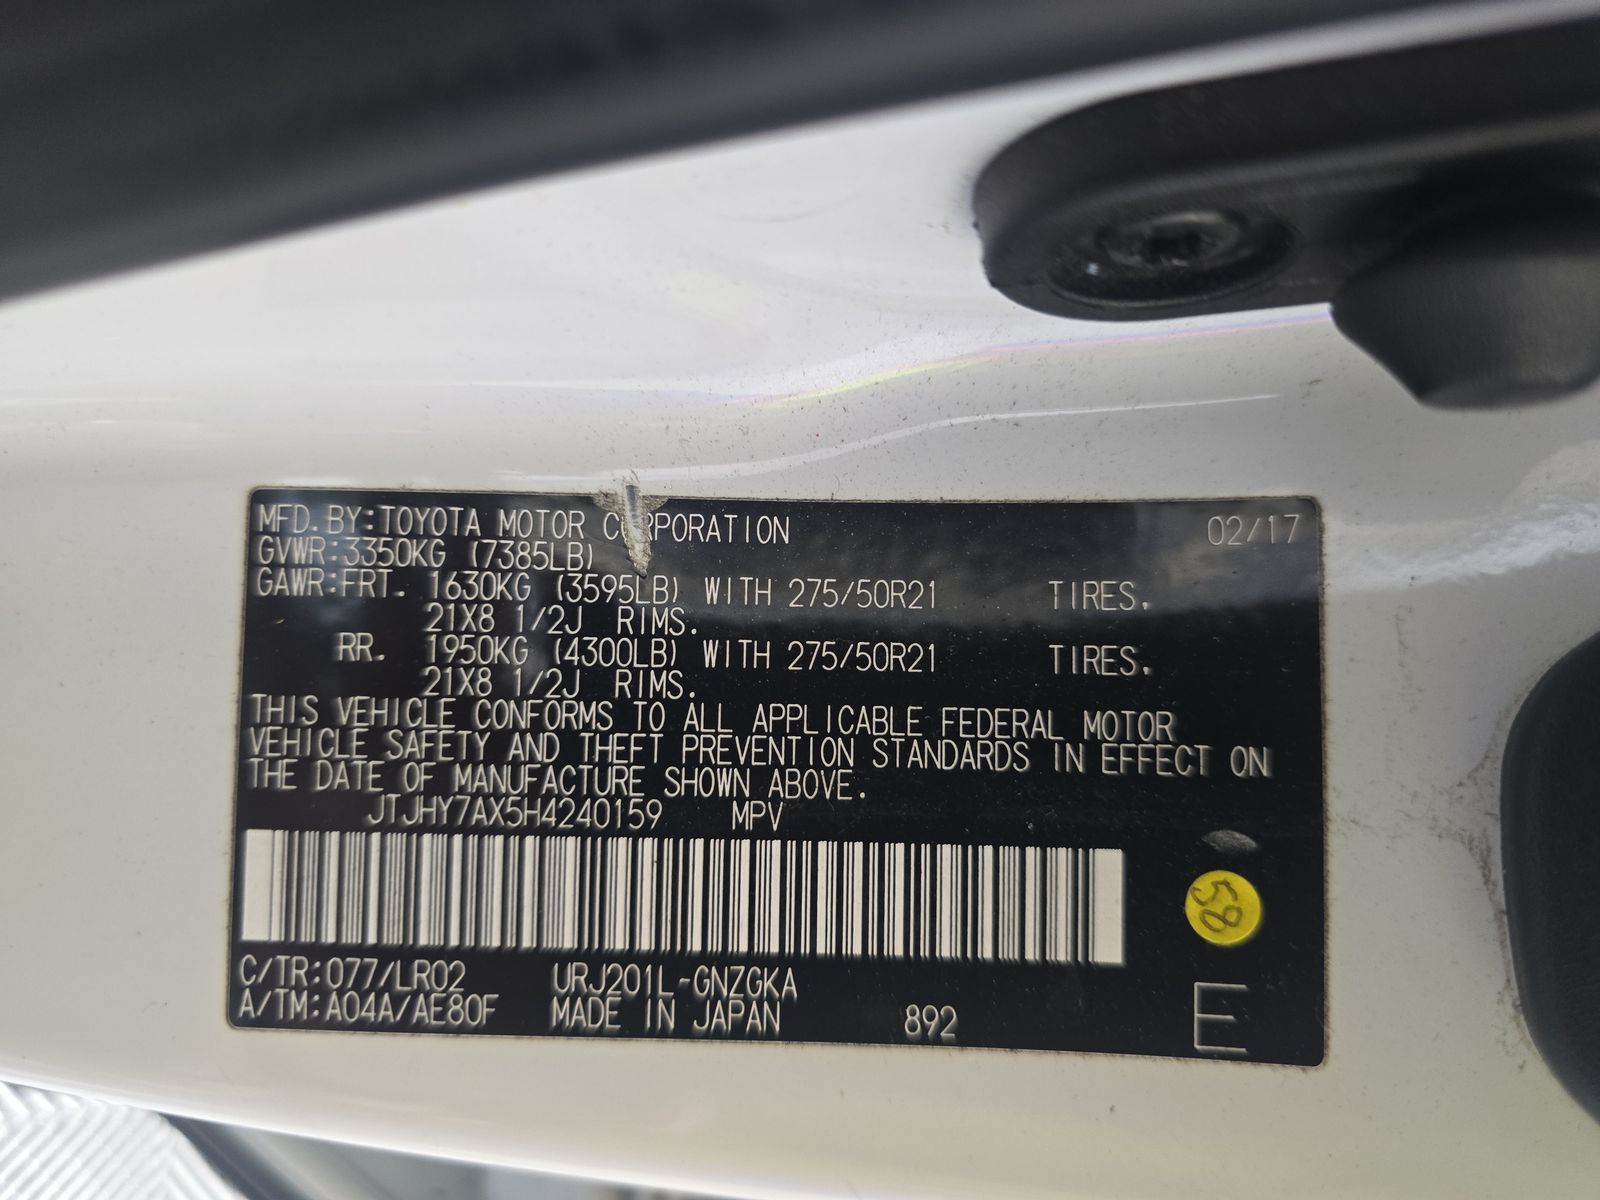 MFD. BY:TOYOTA MOTOR CORPORATION 02/17
GVWR:3350KG (7385LB)
GAWR:FRT. 1630KG (3595LB) WITH 275/50R21 TIRES.
21X8 1/2J RIMS.
RR. 1950KG (4300LB) WITH 275/50R21 TIRES.
21X8 1/2J RIMS.
THIS VEHICLE CONFORMS TO ALL APPLICABLE FEDERAL MOTOR
VEHICLE SAFETY AND THEFT PREVENTION STANDARDS IN EFFECT ON
THE DATE OF MANUFACTURE SHOWN ABOVE.
JTJHY7AX5H4240159 MPV
58
C/TR:077/LR02 URJ201L-GNZGKA
A/TM:A04A/AE80F MADE IN JAPAN 892 E